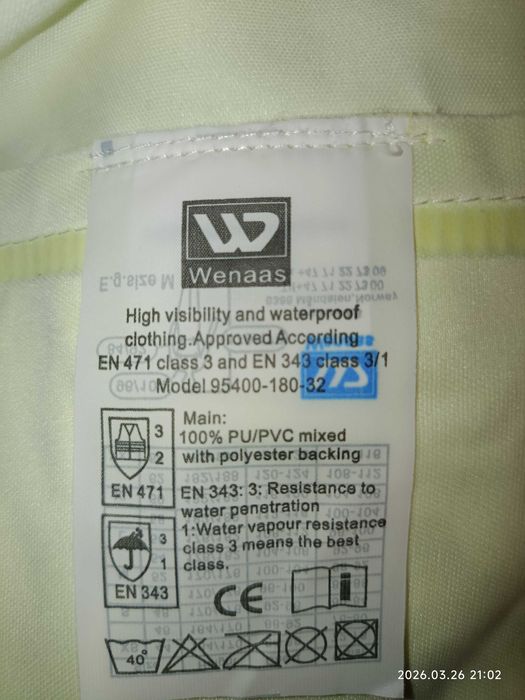 Wenaas
E.g.size M
High visibility and waterproof
clothing.Approved According
EN 471 class 3 and EN 343 class 3/1
Model 95400-180-32
Main:
100% PU/PVC mixed
with polyester backing
3
2
EN 471
EN 343: 3: Resistance to
water penetration
1:Water vapour resistance
class 3 means the best
class.
3
1
EN 343
CE
i
40°
2026.03.26 21:02